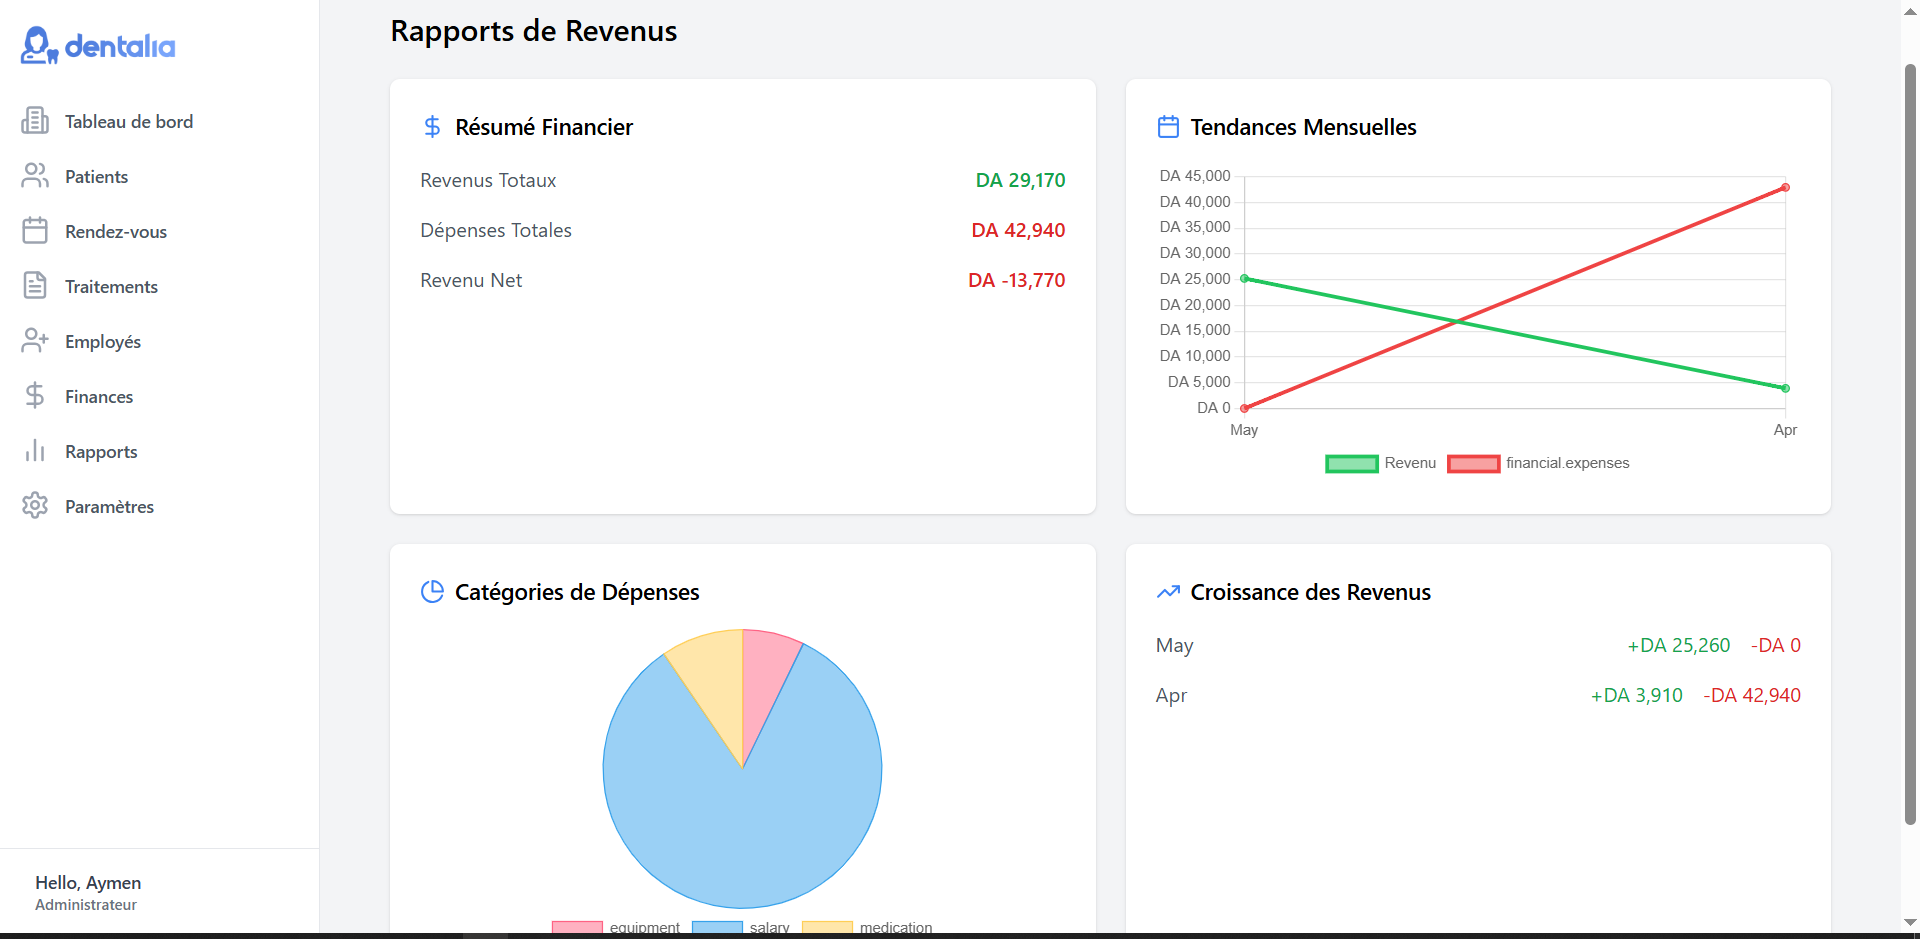 dentalia
Tableau de bord
Patients
Rendez-vous
Traitements
Employés
Finances
Rapports
Paramètres
Hello, Aymen
Administrateur
Rapports de Revenus
Résumé Financier
Revenus Totaux DA 29,170
Dépenses Totales DA 42,940
Revenu Net DA -13,770
Tendances Mensuelles
DA 45,000
DA 40,000
DA 35,000
DA 30,000
DA 25,000
DA 20,000
DA 15,000
DA 10,000
DA 5,000
DA 0
May Apr
Revenu financial.expenses
Catégories de Dépenses
equipment salary medication
Croissance des Revenus
May +DA 25,260 -DA 0
Apr +DA 3,910 -DA 42,940